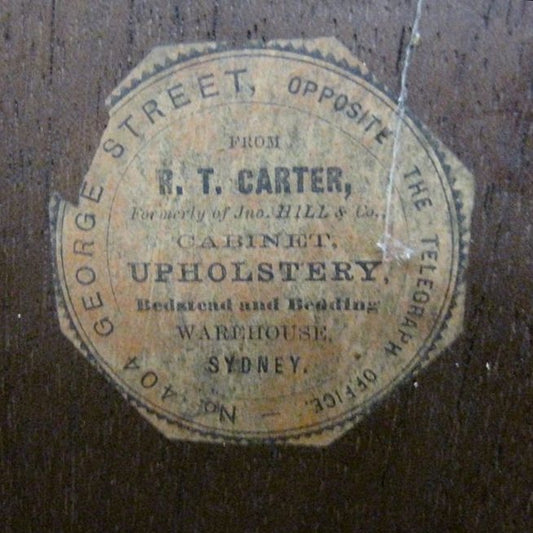 No. 404 GEORGE STREET, OPPOSITE THE TELEGRAPH OFFICE.
FROM
R. T. CARTER,
Formerly of Jno. HILL & Co.,
CABINET,
UPHOLSTERY,
Bedstead and Bedding
WAREHOUSE,
SYDNEY.